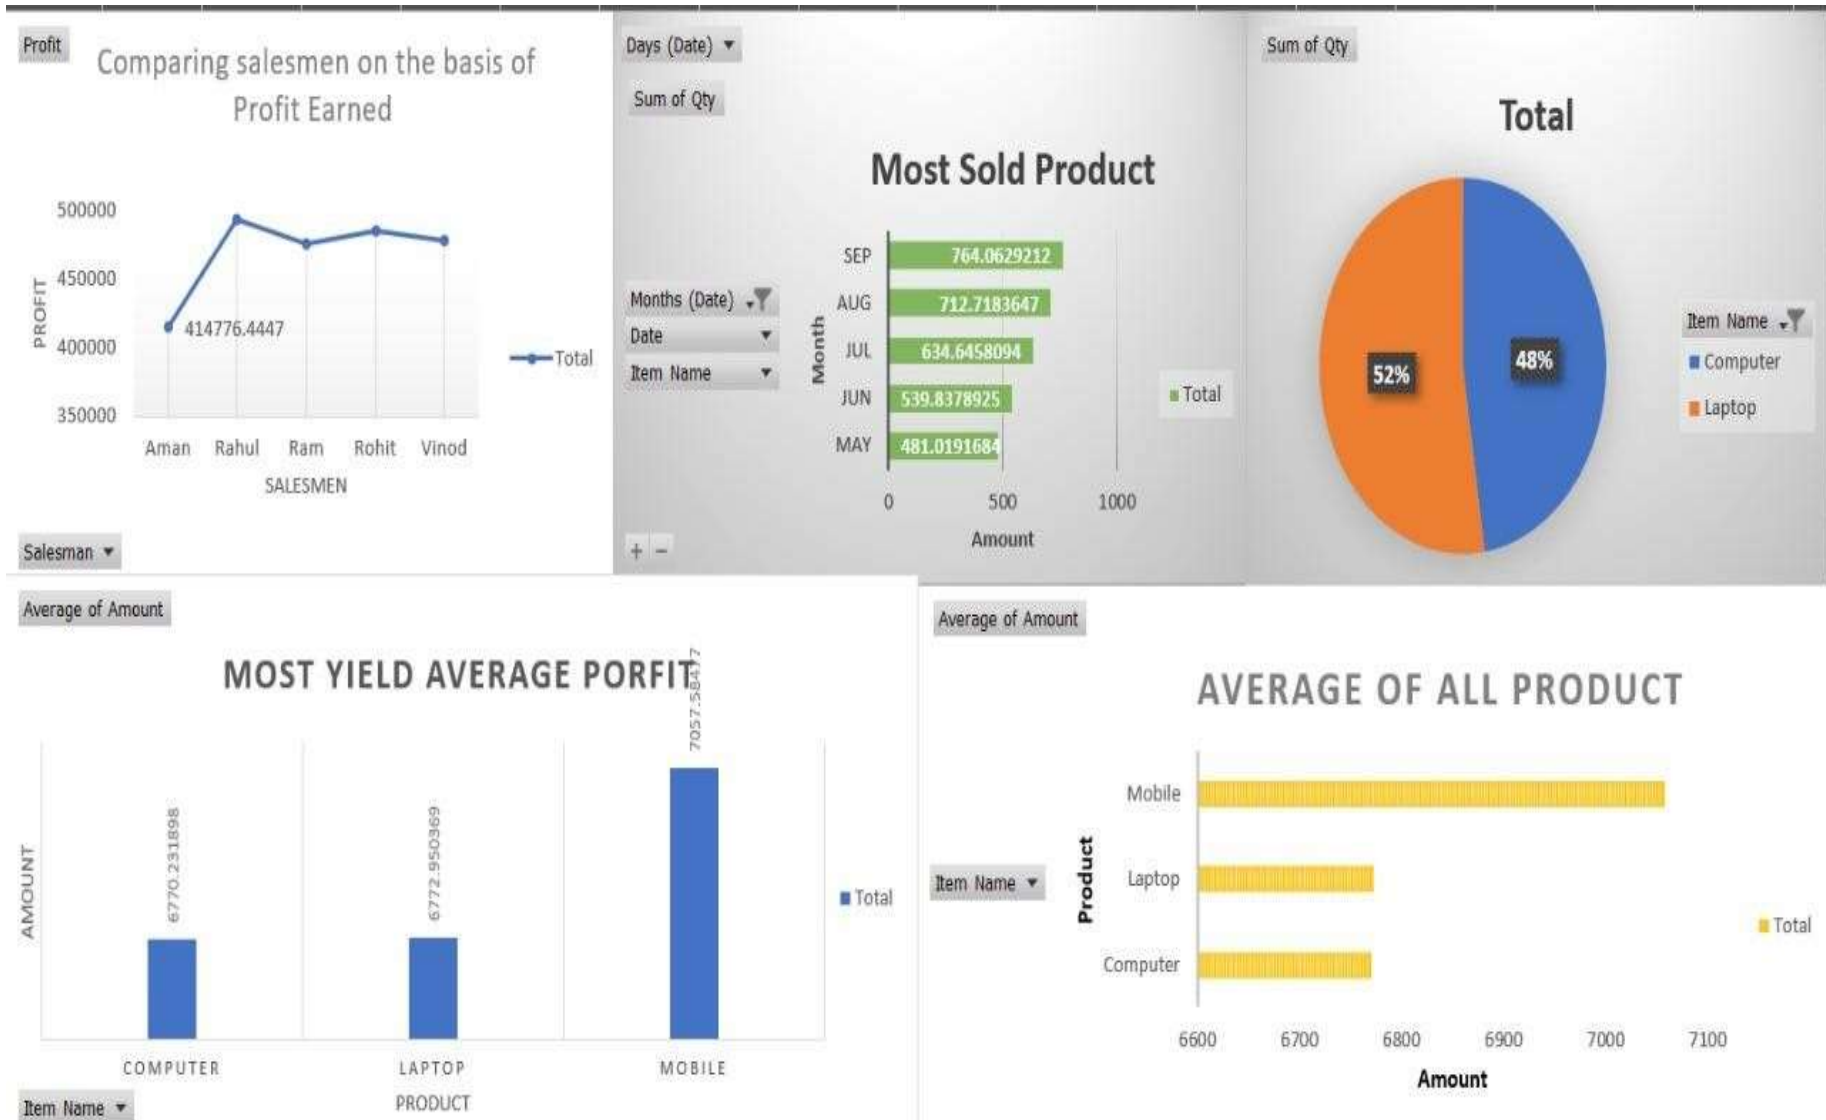 Profit
Comparing salesmen on the basis of
Profit Earned
500000
450000
400000
350000
PROFIT
414776.4447
Total
Aman Rahul Ram Rohit Vinod
SALESMEN
Salesman
Days (Date)
Sum of Qty
Most Sold Product
Months (Date)
Date
Item Name
Month
SEP 764.0629212
AUG 712.7183647
JUL 634.6458094
JUN 539.8378925
MAY 481.0191684
0 500 1000
Amount
Total
+ -
Sum of Qty
Total
52%
48%
Item Name
Computer
Laptop
Average of Amount
MOST YIELD AVERAGE PORFIT
AMOUNT
6770.231898
6772.950369
7057.58477
Total
COMPUTER LAPTOP MOBILE
PRODUCT
Item Name
Average of Amount
AVERAGE OF ALL PRODUCT
Item Name
Product
Mobile
Laptop
Computer
Total
6600 6700 6800 6900 7000 7100
Amount